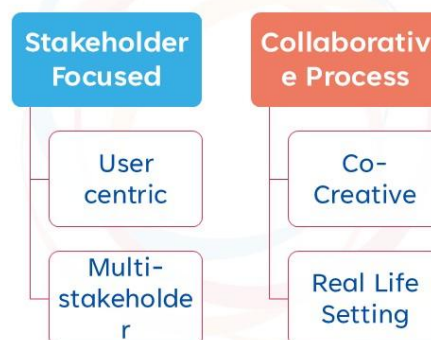 Stakeholder
Focused
User
centric
Multi-
stakeholde
r
Collaborativ
e Process
Co-
Creative
Real Life
Setting